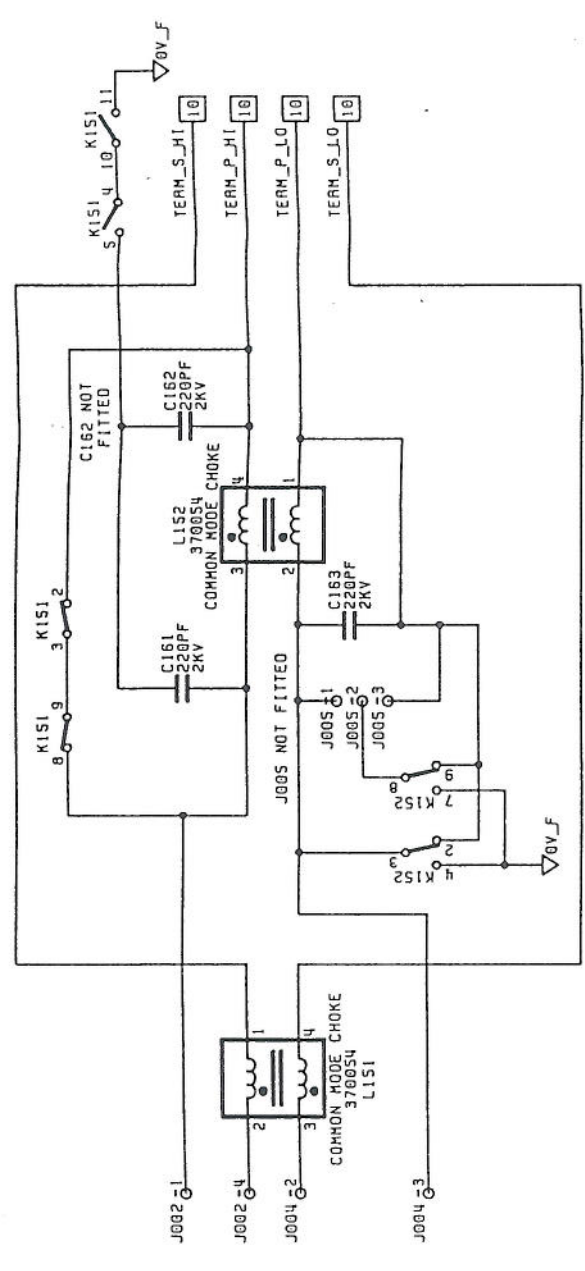 0V_F
K151
11
10
K151
4
5
10
TERM_S_HI
10
TERM_P_HI
10
TERM_P_LO
10
TERM_S_LO
C162 NOT
FITTED
C162
220PF
2KV
L152
370054
COMMON MODE CHOKE
4
3
1
2
K151
2
3
K151
9
8
C161
220PF
2KV
C163
220PF
2KV
J005 NOT FITTED
J005-1
J005-2
J005-3
8
9
7
K152
3
2
4
K152
0V_F
COMMON MODE CHOKE
370054
L151
1
2
4
3
J002-1
J002-4
J004-2
J004-3